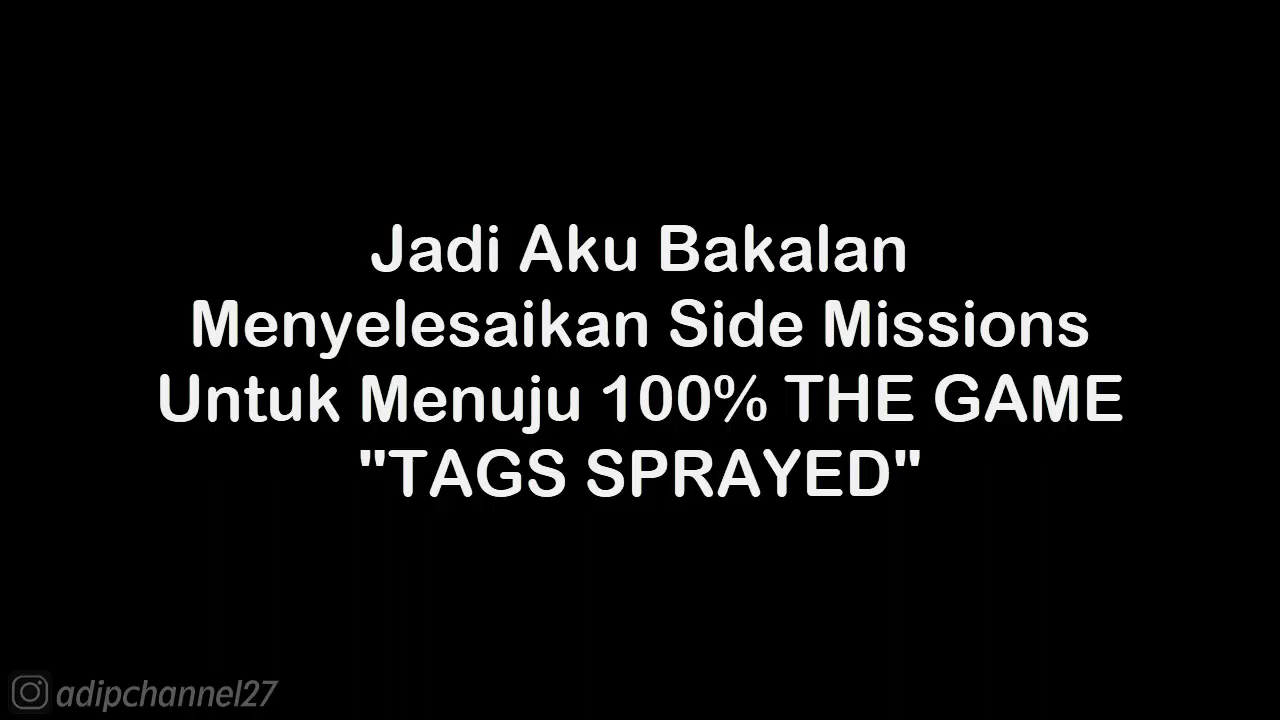 Jadi Aku Bakalan
Menyelesaikan Side Missions
Untuk Menuju 100% THE GAME
"TAGS SPRAYED"
adipchannel27